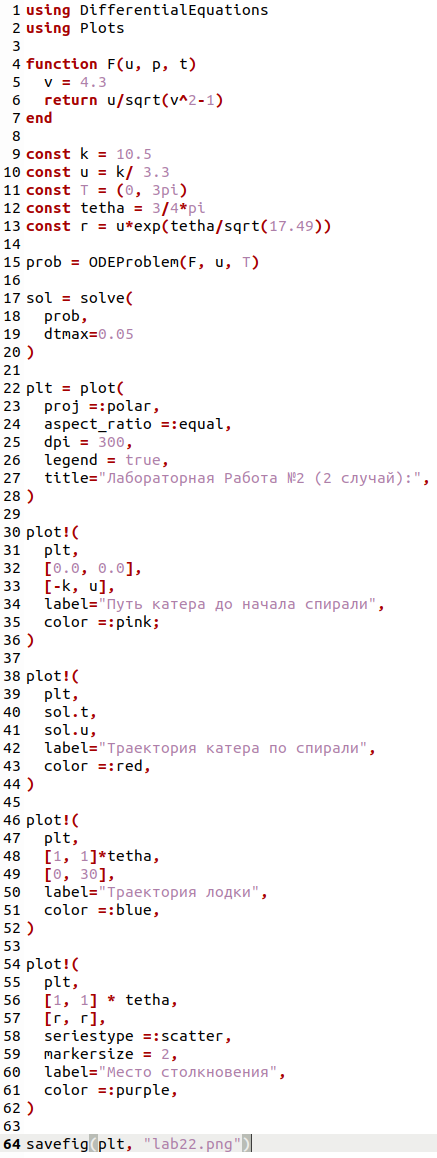 1 using DifferentialEquations
2 using Plots
3
4 function F(u, p, t)
5   v = 4.3
6   return u/sqrt(v^2-1)
7 end
8
9 const k = 10.5
10 const u = k/ 3.3
11 const T = (0, 3pi)
12 const tetha = 3/4*pi
13 const r = u*exp(tetha/sqrt(17.49))
14
15 prob = ODEProblem(F, u, T)
16
17 sol = solve(
18   prob,
19   dtmax=0.05
20 )
21
22 plt = plot(
23   proj =:polar,
24   aspect_ratio =:equal,
25   dpi = 300,
26   legend = true,
27   title="Лабораторная Работа №2 (2 случай):",
28 )
29
30 plot!(
31   plt,
32   [0.0, 0.0],
33   [-k, u],
34   label="Путь катера до начала спирали",
35   color =:pink;
36 )
37
38 plot!(
39   plt,
40   sol.t,
41   sol.u,
42   label="Траектория катера по спирали",
43   color =:red,
44 )
45
46 plot!(
47   plt,
48   [1, 1]*tetha,
49   [0, 30],
50   label="Траектория лодки",
51   color =:blue,
52 )
53
54 plot!(
55   plt,
56   [1, 1] * tetha,
57   [r, r],
58   seriestype =:scatter,
59   markersize = 2,
60   label="Место столкновения",
61   color =:purple,
62 )
63
64 savefig(plt, "lab22.png")